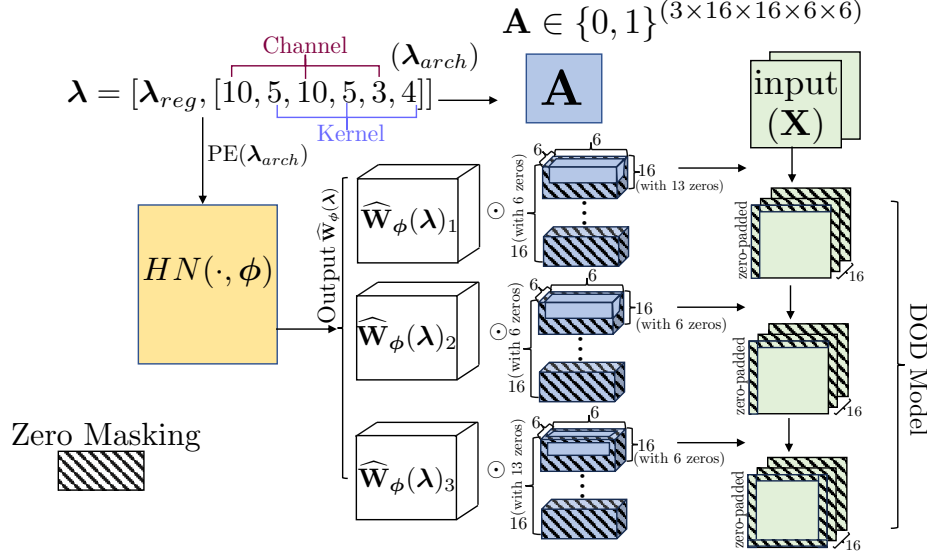 𝐀 ∈ {0, 1}^(3×16×16×6×6)
Channel
(λ_arch)
λ = [λ_reg, [10, 5, 10, 5, 3, 4]]
Kernel
A
input
(X)
PE(λ_arch)
HN(·, ϕ)
Output Ŵ_ϕ(λ)
Ŵ_ϕ(λ)_1
⊙
16(with 6 zeros)
6
6
16
(with 13 zeros)
zero-padded
16
Ŵ_ϕ(λ)_2
⊙
16(with 6 zeros)
6
6
16
(with 6 zeros)
zero-padded
16
Ŵ_ϕ(λ)_3
⊙
16(with 13 zeros)
6
6
16
(with 6 zeros)
zero-padded
16
DOD Model
Zero Masking